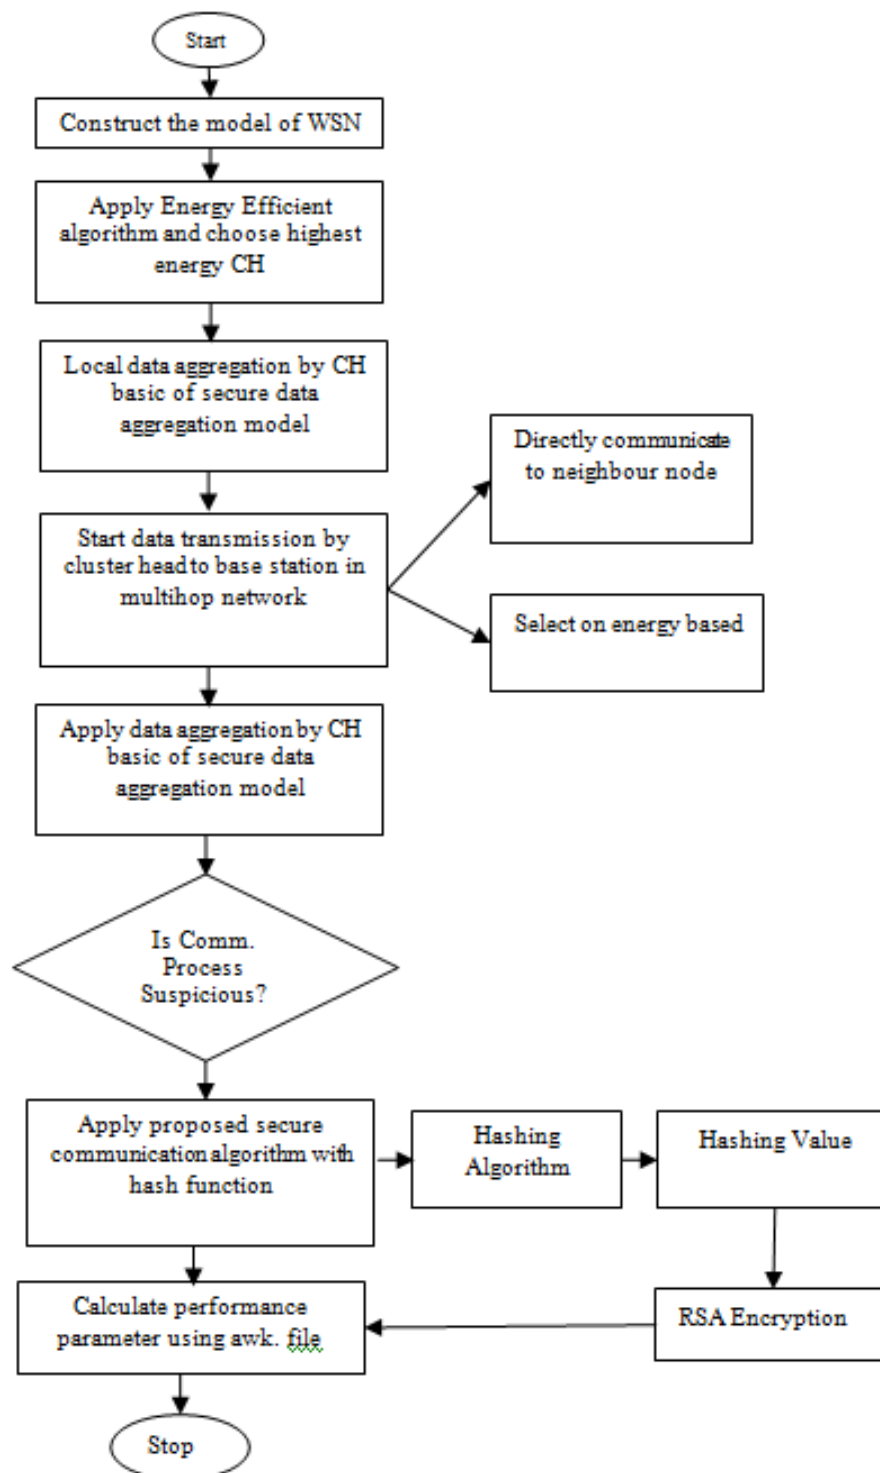 Start
Construct the model of WSN
Apply Energy Efficient
algorithm and choose highest
energy CH
Local data aggregation by CH
basic of secure data
aggregation model
Directly communicate
to neighbour node
Start data transmission by
cluster head to base station in
multihop network
Select on energy based
Apply data aggregation by CH
basic of secure data
aggregation model
Is Comm.
Process
Suspicious?
Apply proposed secure
communication algorithm with
hash function
Hashing
Algorithm
Hashing Value
RSA Encryption
Calculate performance
parameter using awk. file
Stop